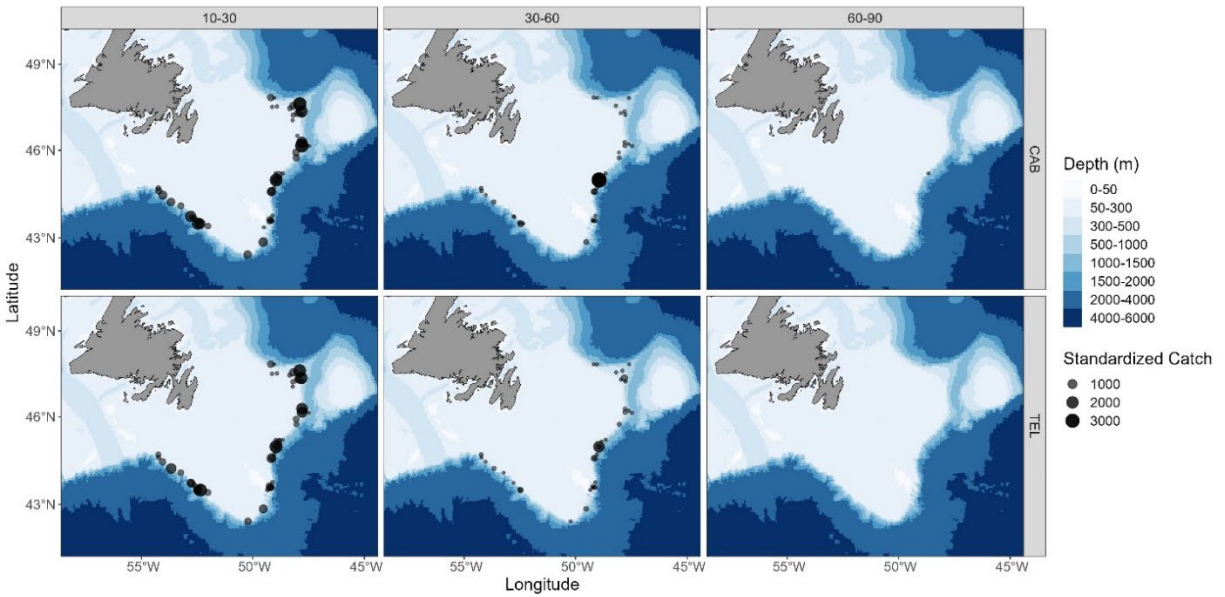 10-30
30-60
60-90
49°N
46°N
43°N
CAB
49°N
46°N
43°N
TEL
55°W
50°W
45°W
55°W
50°W
45°W
55°W
50°W
45°W
Latitude
Longitude
Depth (m)
0-50
50-300
300-500
500-1000
1000-1500
1500-2000
2000-4000
4000-6000
Standardized Catch
1000
2000
3000